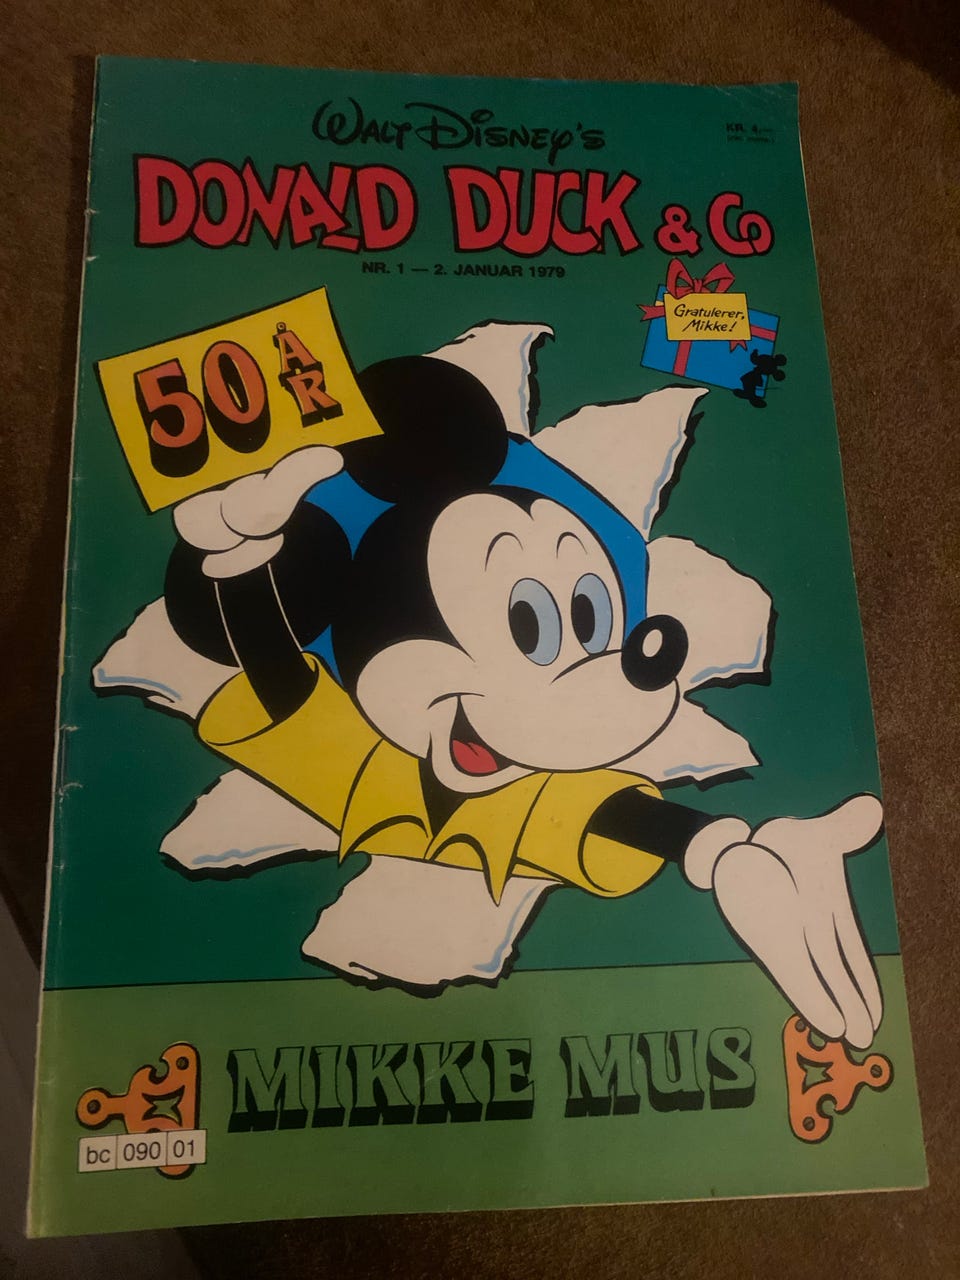 WALT DISNEY'S
KR. 4,—
DONALD DUCK & Co
NR. 1 — 2. JANUAR 1979
Gratulerer,
Mikke!
50 ÅR
MIKKE MUS
bc 090 01